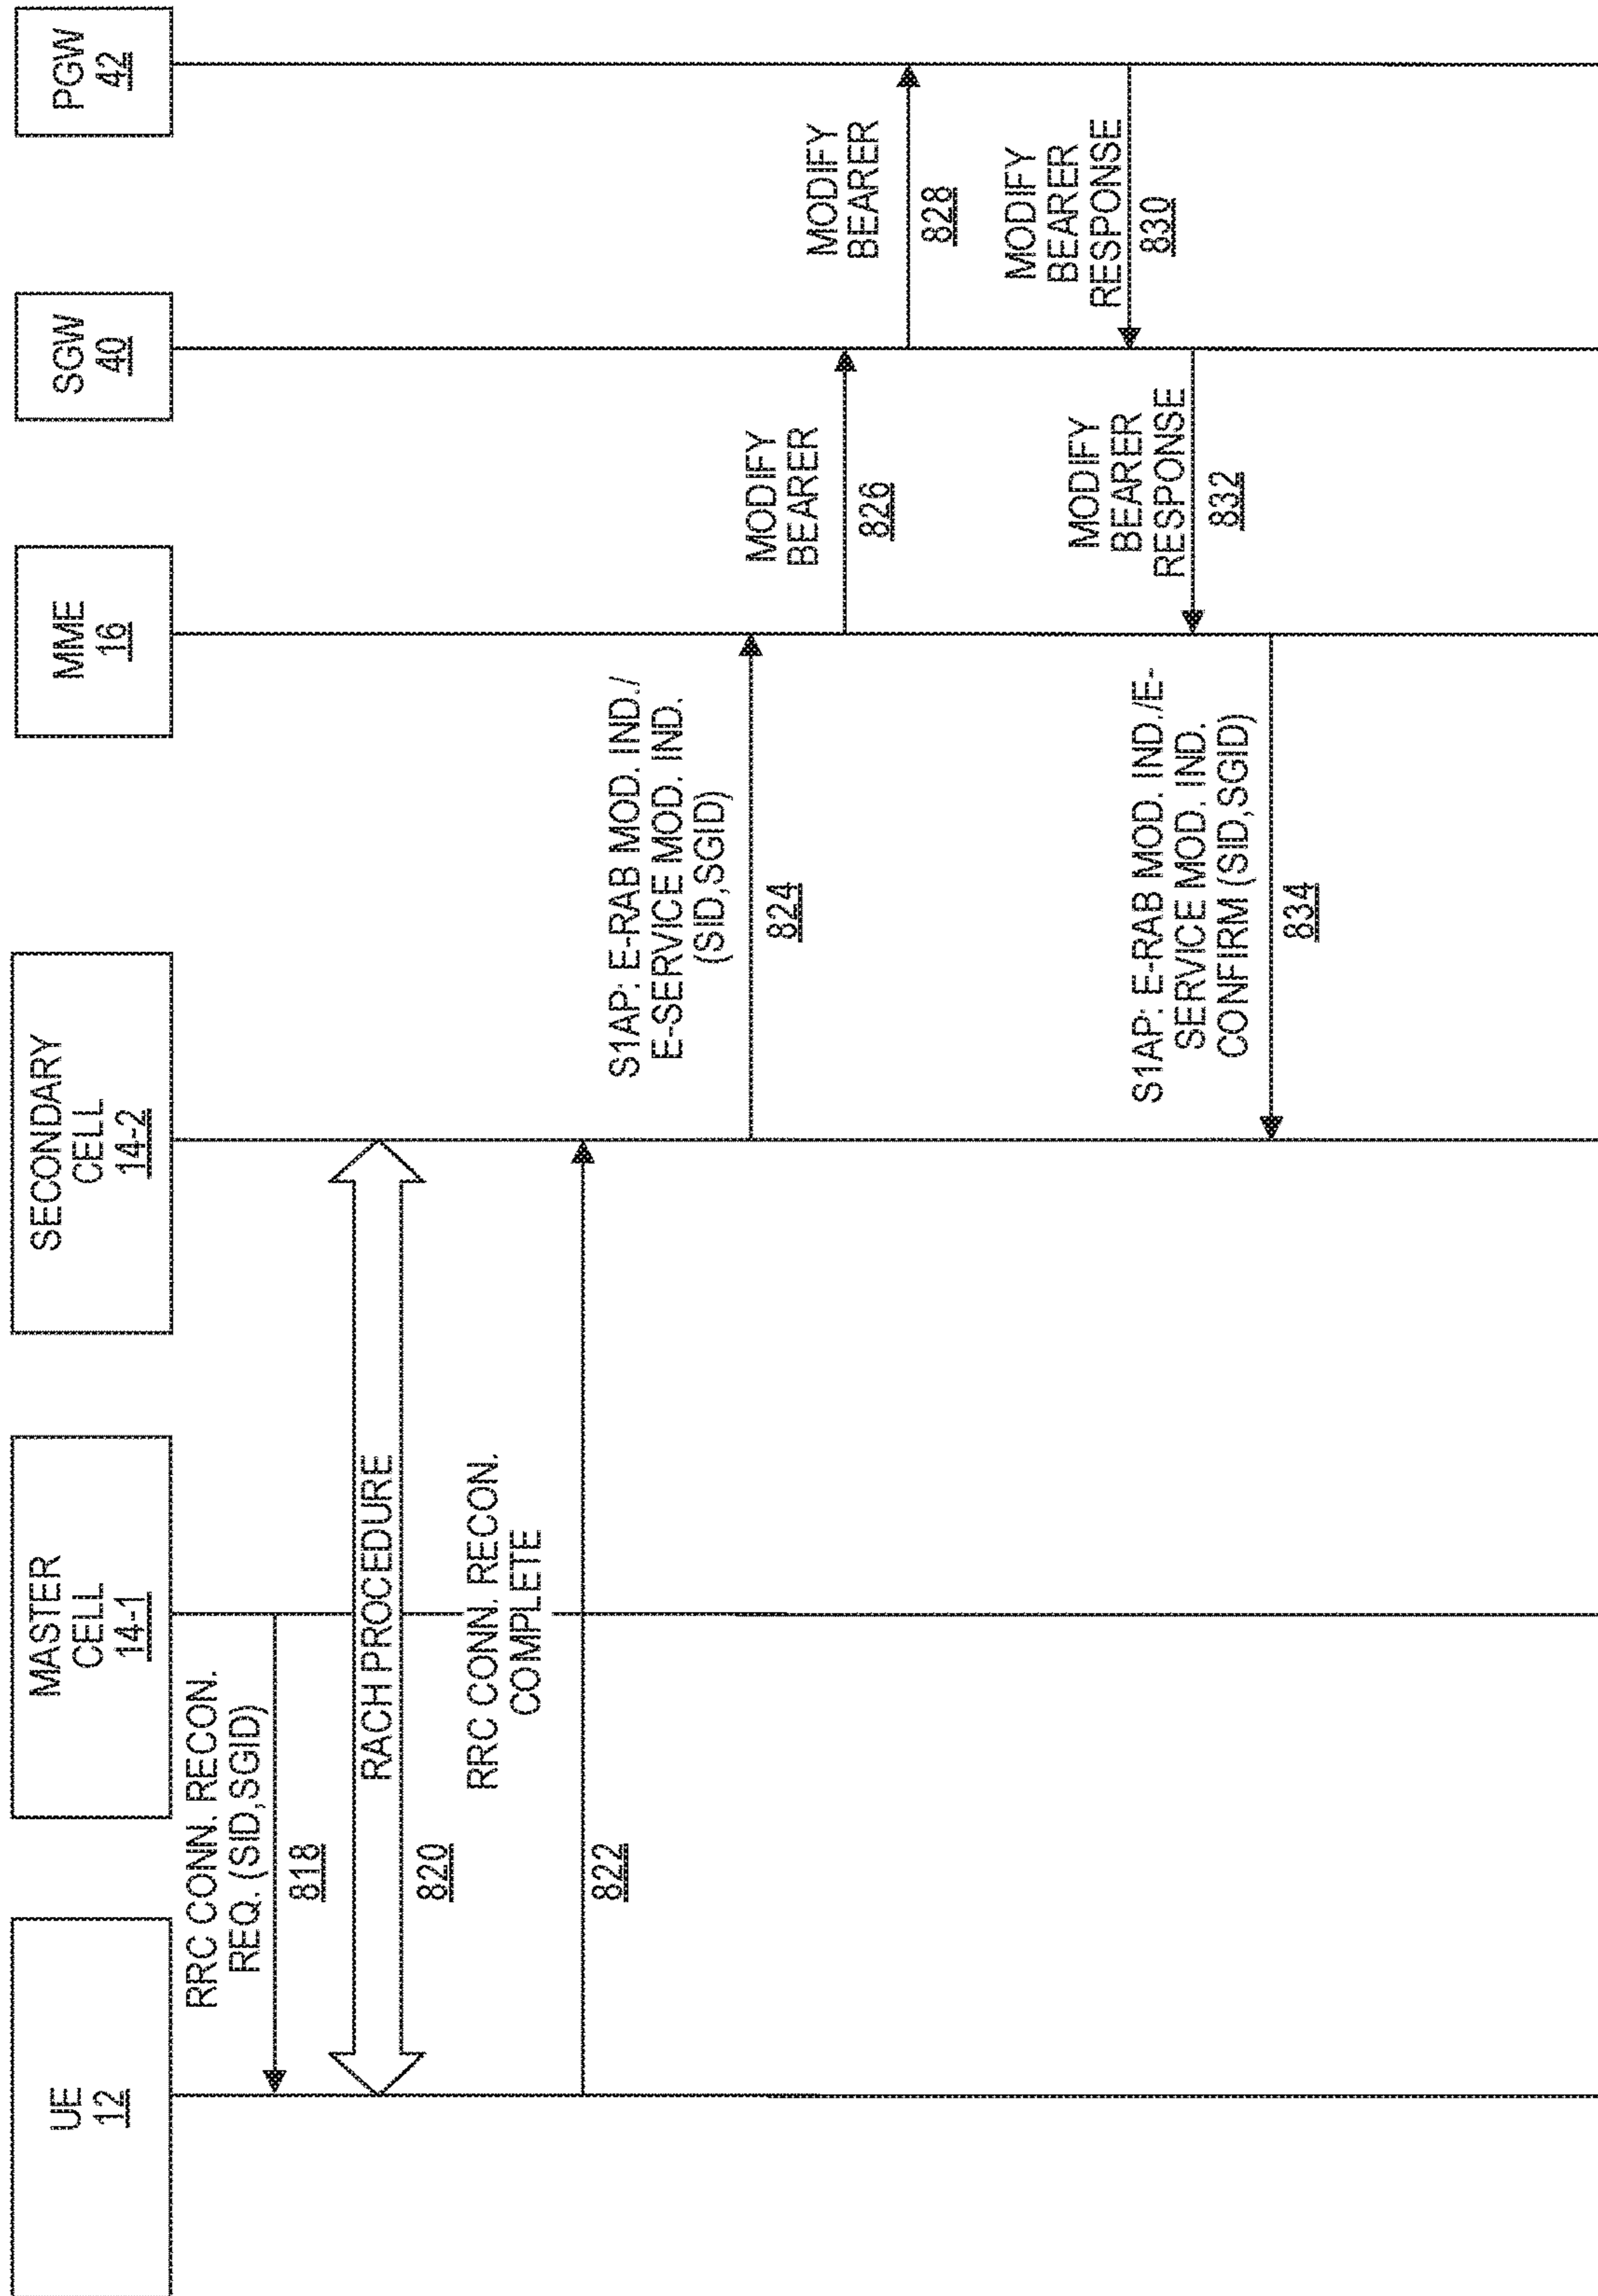 UE
12
MASTER
CELL
14-1
SECONDARY
CELL
14-2
MME
16
SGW
40
PGW
42
RRC CONN. RECON.
REQ. (SID,SGID)
818
RACH PROCEDURE
820
RRC CONN. RECON.
COMPLETE
822
S1AP: E-RAB MOD. IND./
E-SERVICE MOD. IND.
(SID,SGID)
824
MODIFY
BEARER
826
MODIFY
BEARER
828
MODIFY
BEARER
RESPONSE
830
MODIFY
BEARER
RESPONSE
832
S1AP: E-RAB MOD. IND./E-
SERVICE MOD. IND.
CONFIRM (SID,SGID)
834